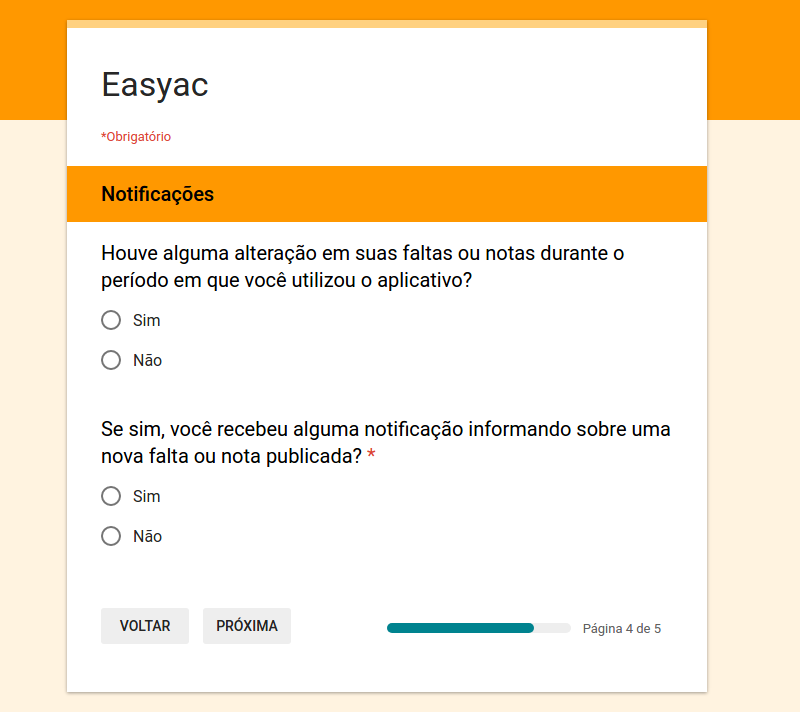 Easyac
*Obrigatório
Notificações
Houve alguma alteração em suas faltas ou notas durante o
período em que você utilizou o aplicativo?
Sim
Não
Se sim, você recebeu alguma notificação informando sobre uma
nova falta ou nota publicada? *
Sim
Não
VOLTAR PRÓXIMA Página 4 de 5